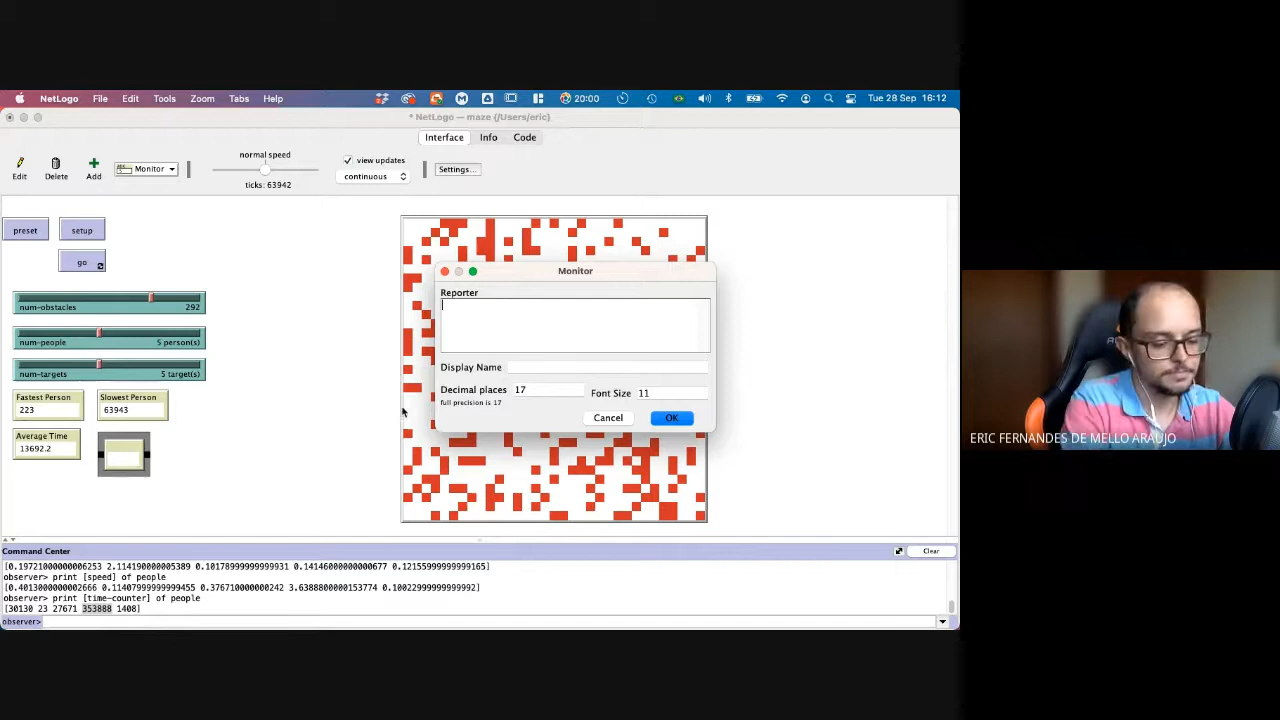 NetLogo File Edit Tools Zoom Tabs Help 20:00 Tue 28 Sep 16:12
* NetLogo — maze {/Users/eric}
Interface Info Code
Edit Delete Add Monitor normal speed view updates
ticks: 63942 continuous Settings...
preset setup
go
num-obstacles 292
num-people 5 person(s)
num-targets 5 target(s)
Fastest Person
223
Slowest Person
63943
Average Time
13692.2
Monitor
Reporter
Display Name
Decimal places 17 Font Size 11
full precision is 17
Cancel OK
ERIC FERNANDES DE MELLO ARAUJO
Command Center Clear
[0.19721000000006253 2.114190000005389 0.1017899999999931 0.14146000000000677 0.12155999999999165]
observer> print [speed] of people
[0.4013000000002666 0.11407999999999455 0.376710000000242 3.6388800000153774 0.10022999999999992]
observer> print [time-counter] of people
[30130 23 27671 353888 1408]
observer>